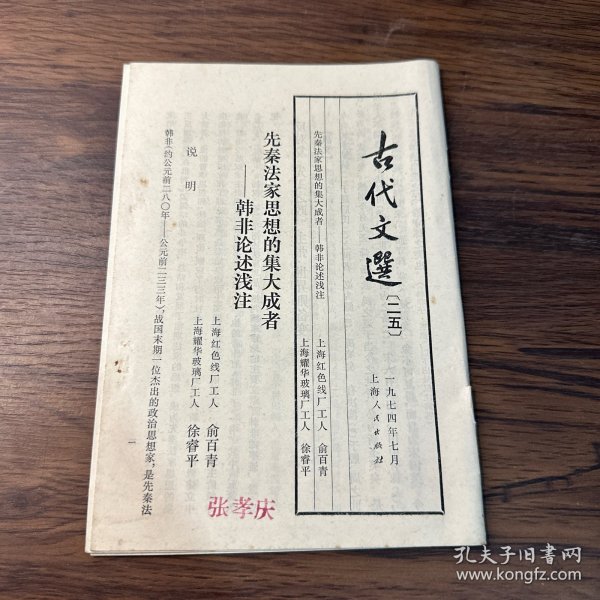 古代文選〔二五〕
一九七四年七月
上海人民出版社
先秦法家思想的集大成者——韩非论述浅注
上海红色线厂工人 俞百青
上海耀华玻璃厂工人 徐睿平
先秦法家思想的集大成者
——韩非论述浅注
上海红色线厂工人 俞百青
上海耀华玻璃厂工人 徐睿平
说明
韩非(约公元前二八〇年——公元前二三三年),战国末期一位杰出的政治思想家,是先秦法
一
张孝庆
孔夫子旧书网
www.kongfz.com